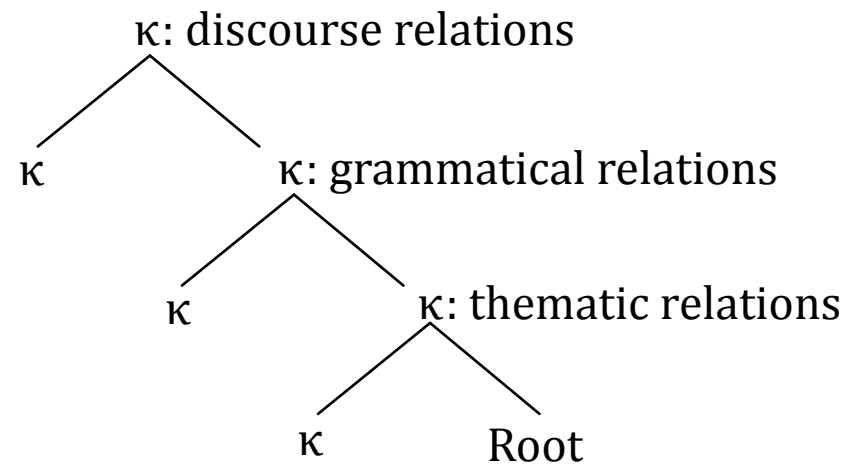 κ: discourse relations
κ
κ: grammatical relations
κ
κ: thematic relations
κ
Root